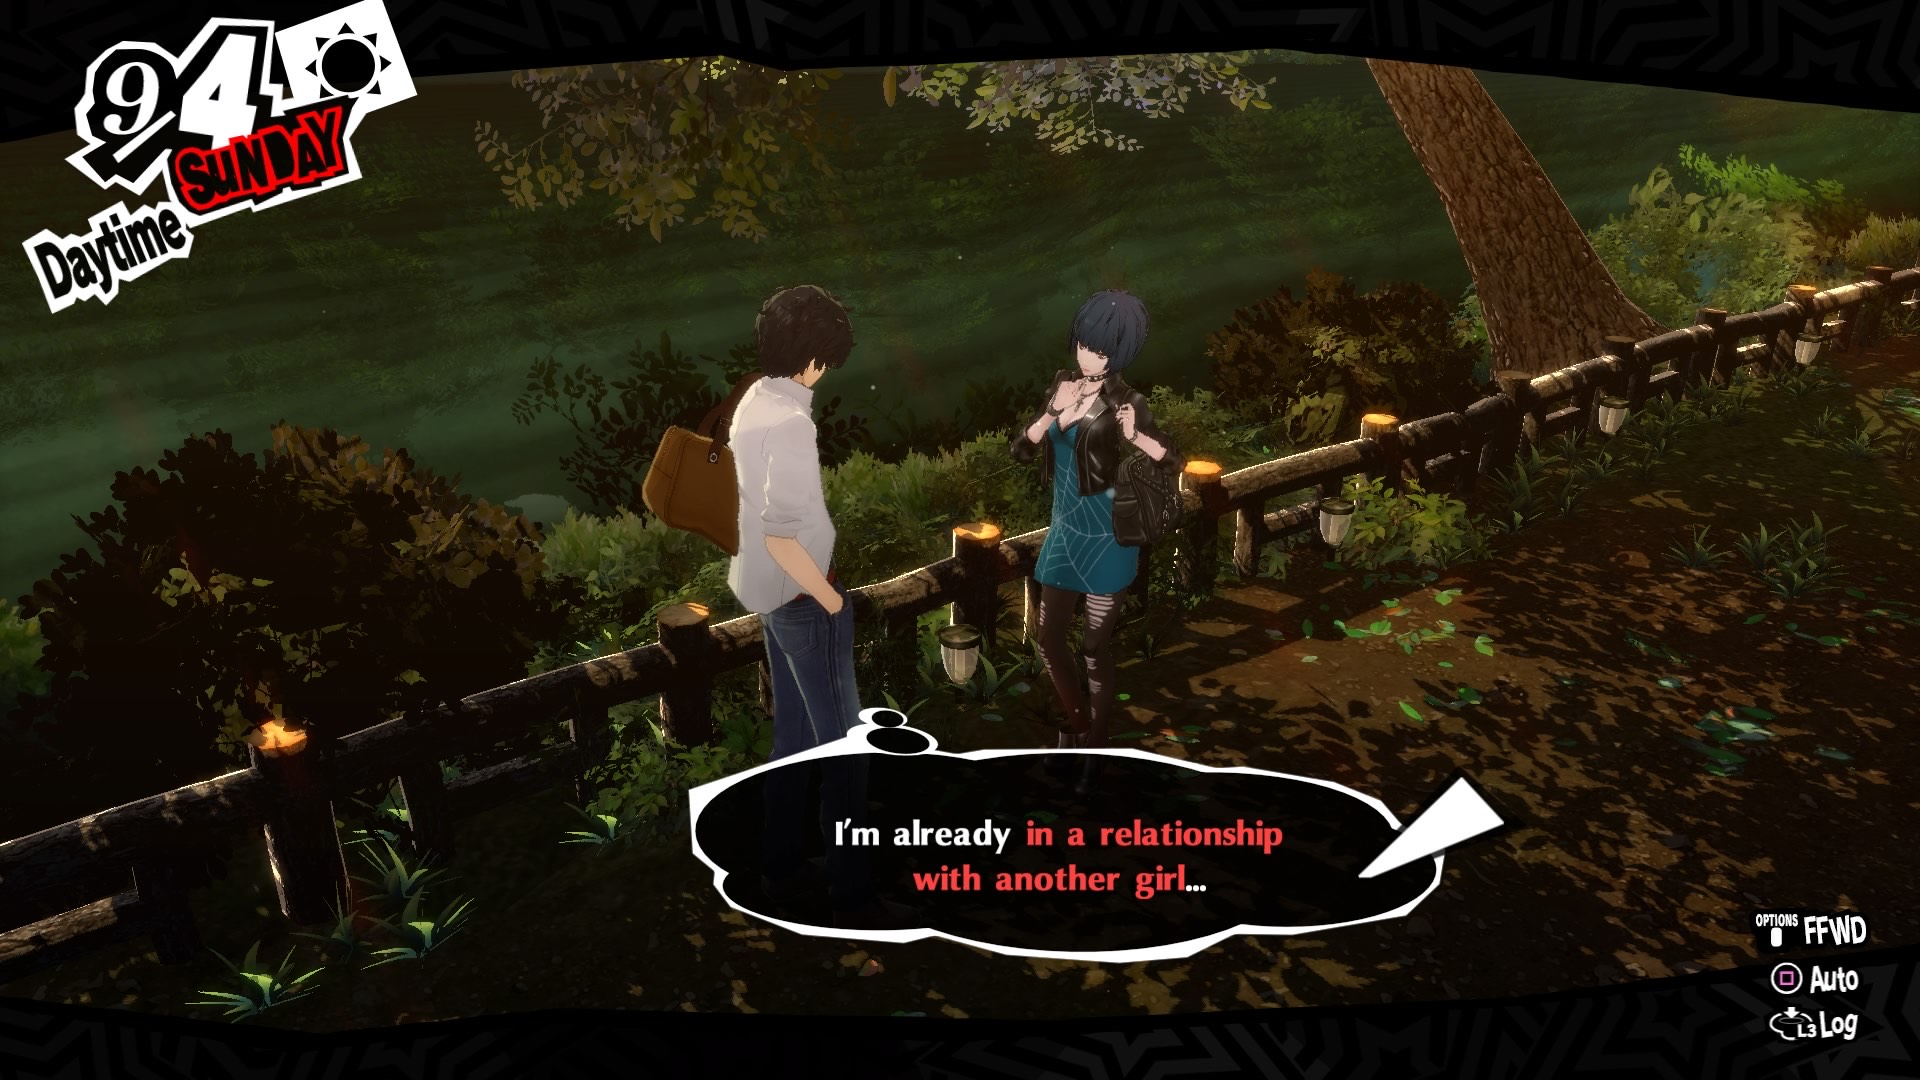 9/4
SUNDAY
Daytime
I'm already in a relationship
with another girl...
OPTIONS FFWD
Auto
L3 Log